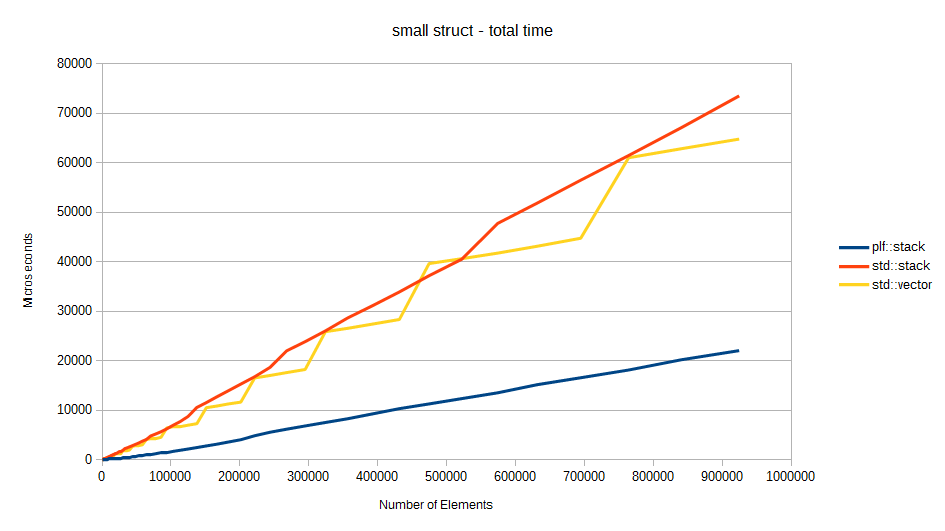 small struct - total time
80000
70000
60000
50000
40000
30000
20000
10000
0
0 100000 200000 300000 400000 500000 600000 700000 800000 900000 1000000
Number of Elements
Microseconds
plf::stack
std::stack
std::vector